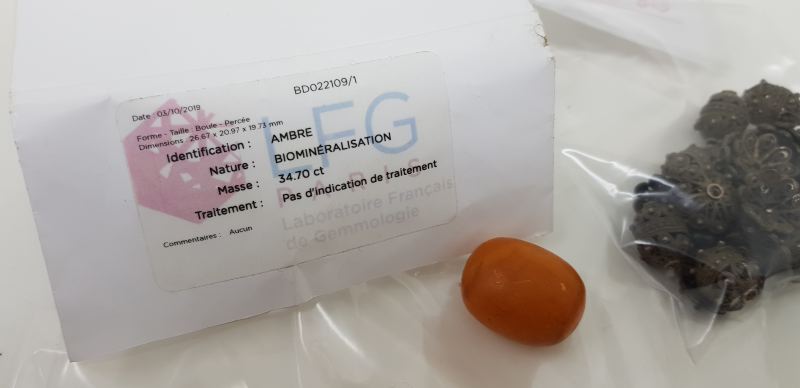 BD022109/1
Date : 03/10/2019
Forme - Taille : Boule - Percée
Dimensions : 26.67 x 20.97 x 19.73 mm
Identification : AMBRE
Nature : BIOMINÉRALISATION
Masse : 34.70 ct
Traitement : Pas d'indication de traitement
Commentaires : Aucun
LFG
PARIS
Laboratoire Français
de Gemmologie